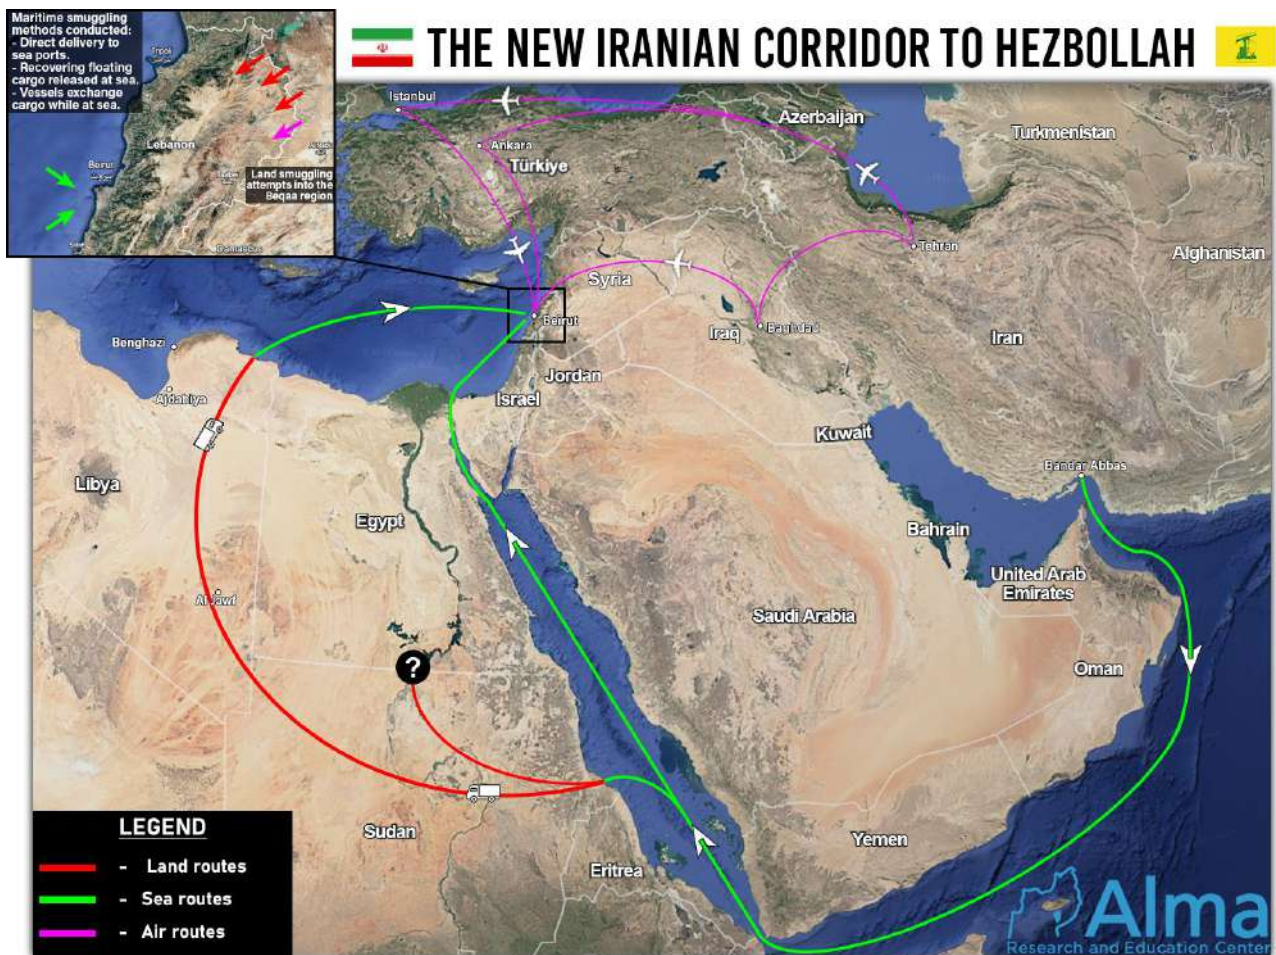 Maritime smuggling
methods conducted:
- Direct delivery to
sea ports.
- Recovering floating
cargo released at sea.
- Vessels exchange
cargo while at sea.
Tripoli
Lebanon
Beirut
Land smuggling
attempts into the
Beqaa region
Damascus
THE NEW IRANIAN CORRIDOR TO HEZBOLLAH
Istanbul
Azerbaijan
Turkmenistan
Ankara
Türkiye
Tehran
Afghanistan
Syria
Beirut
Baghdad
Iraq
Iran
Benghazi
Jordan
Ajdabiya
Israel
Kuwait
Bandar Abbas
Libya
Egypt
Bahrain
United Arab
Emirates
Al Jawf
Saudi Arabia
?
Oman
LEGEND
- Land routes
- Sea routes
- Air routes
Sudan
Yemen
Eritrea
Alma
Research and Education Center